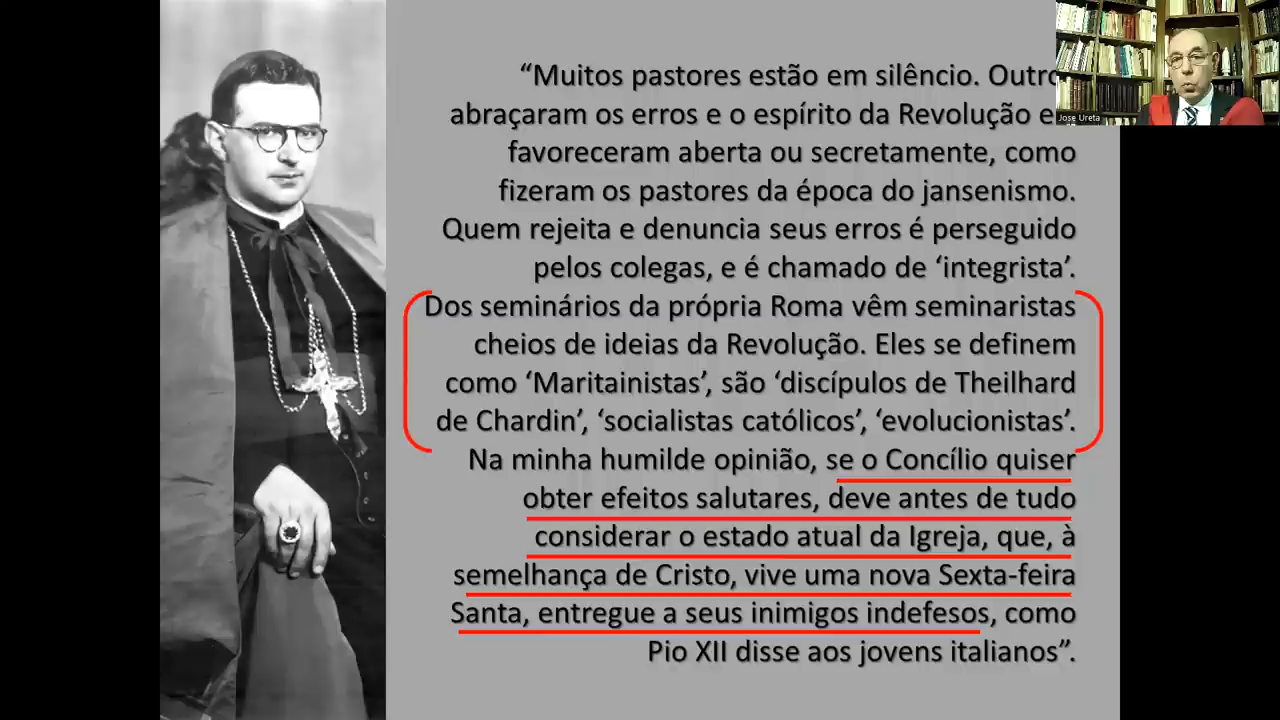 “Muitos pastores estão em silêncio. Outro
abraçaram os erros e o espírito da Revolução e
favoreceram aberta ou secretamente, como
fizeram os pastores da época do jansenismo.
Quem rejeita e denuncia seus erros é perseguido
pelos colegas, e é chamado de ‘integrista’.
Dos seminários da própria Roma vêm seminaristas
cheios de ideias da Revolução. Eles se definem
como ‘Maritainistas’, são ‘discípulos de Theilhard
de Chardin’, ‘socialistas católicos’, ‘evolucionistas’.
Na minha humilde opinião, se o Concílio quiser
obter efeitos salutares, deve antes de tudo
considerar o estado atual da Igreja, que, à
semelhança de Cristo, vive uma nova Sexta-feira
Santa, entregue a seus inimigos indefesos, como
Pio XII disse aos jovens italianos”.
Jose Ureta